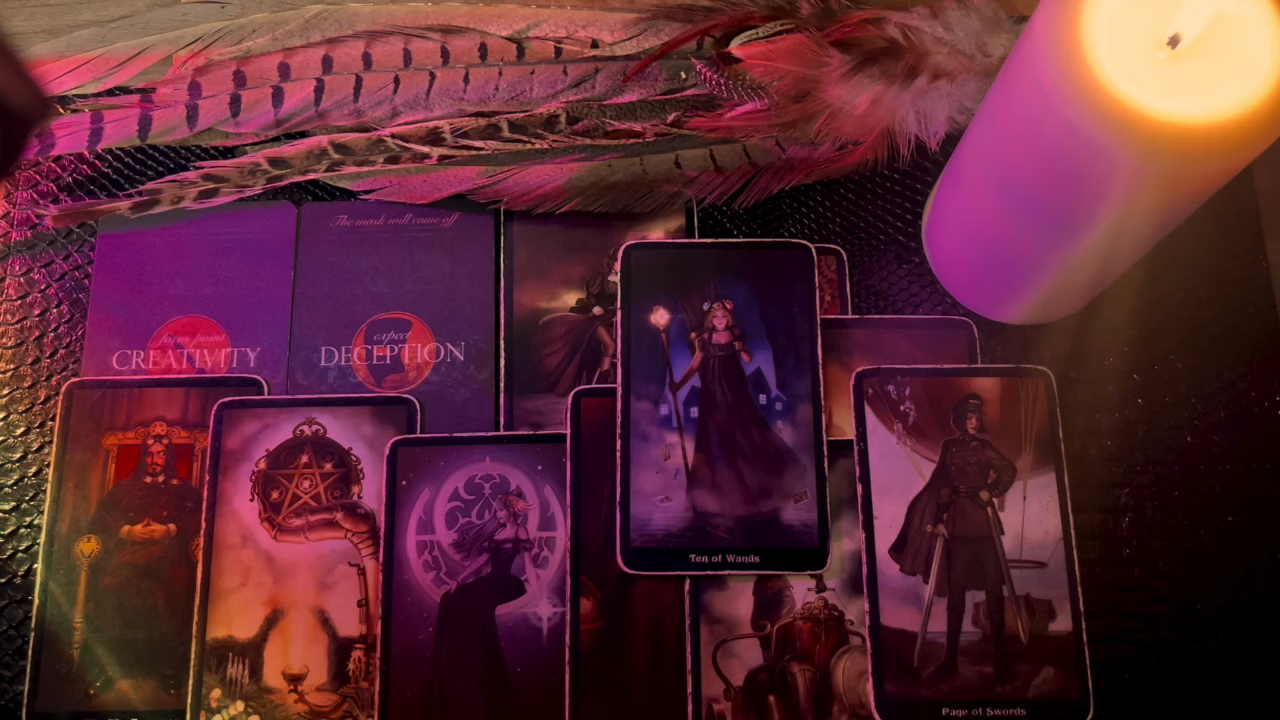 The mask will come off
focus point
CREATIVITY
expect
DECEPTION
Ten of Wands
Page of Swords